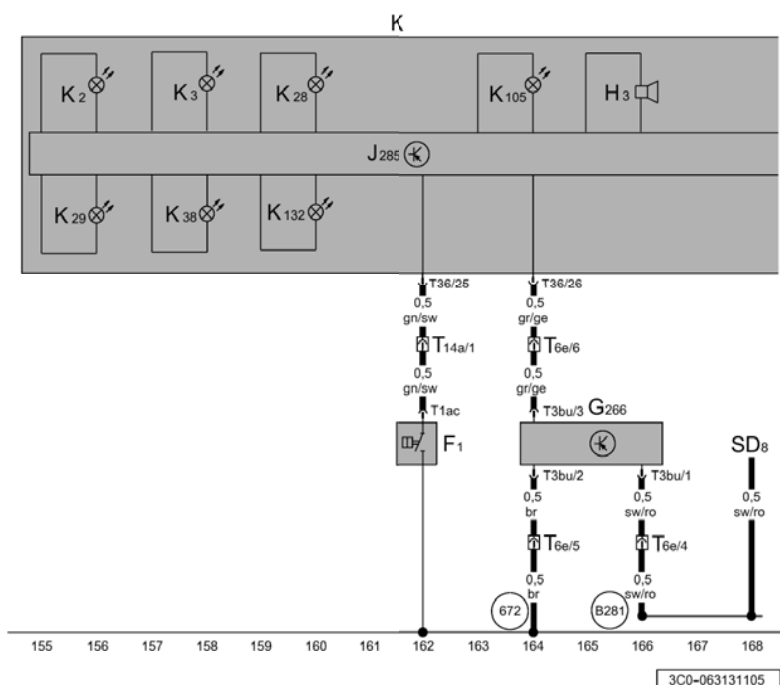 K
K2
K3
K28
K105
H3
J285
K29
K38
K132
T36/25
T36/26
0,5
0,5
gn/sw
gr/ge
T14a/1
T6e/6
0,5
0,5
gn/sw
gr/ge
T1ac
T3bu/3
G266
F1
SD8
T3bu/2
T3bu/1
0,5
0,5
0,5
br
sw/ro
sw/ro
T6e/5
T6e/4
0,5
0,5
br
sw/ro
672
B281
155 156 157 158 159 160 161 162 163 164 165 166 167 168
3C0-063131105